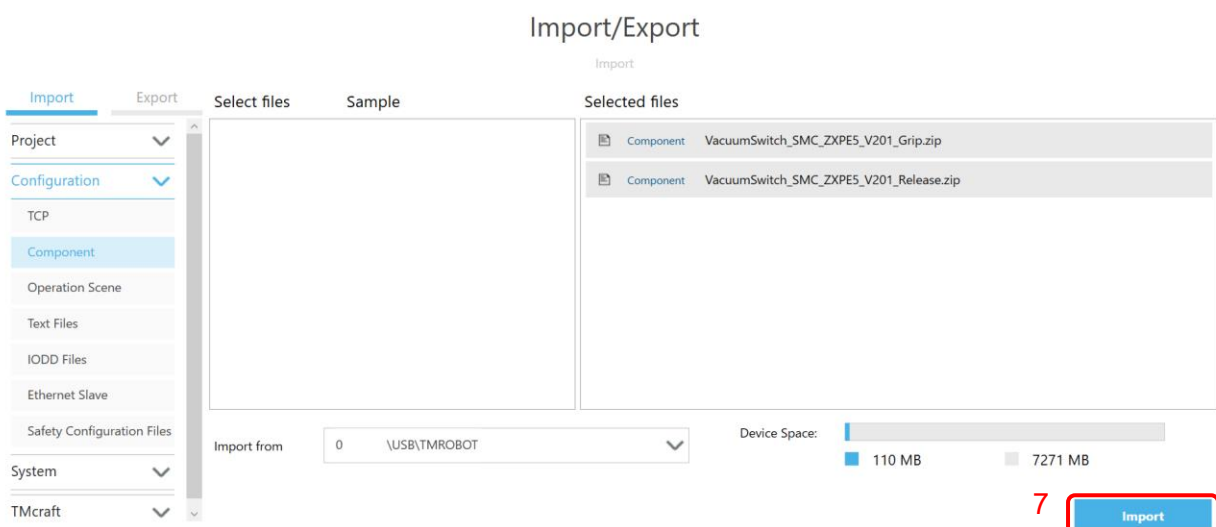 Import/Export
Import
Import Export Select files Sample Selected files
Project
Component VacuumSwitch_SMC_ZXPE5_V201_Grip.zip
Configuration
Component VacuumSwitch_SMC_ZXPE5_V201_Release.zip
TCP
Component
Operation Scene
Text Files
IODD Files
Ethernet Slave
Safety Configuration Files
Import from 0 \USB\TMROBOT
Device Space:
110 MB 7271 MB
System
TMcraft
7
Import